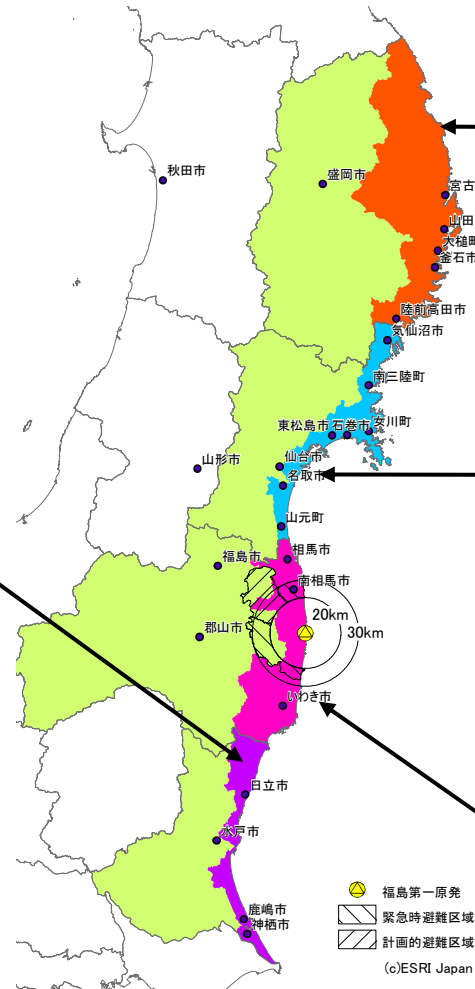 秋田市
盛岡市
宮古
山田
大槌町
釜石市
陸前高田市
気仙沼市
南三陸町
東松島市 石巻市 女川町
山形市
仙台市
名取市
山元町
相馬市
福島市
南相馬市
20km
30km
郡山市
いわき市
日立市
水戸市
鹿嶋市
神栖市
福島第一原発
緊急時避難区域
計画的避難区域
(c)ESRI Japan